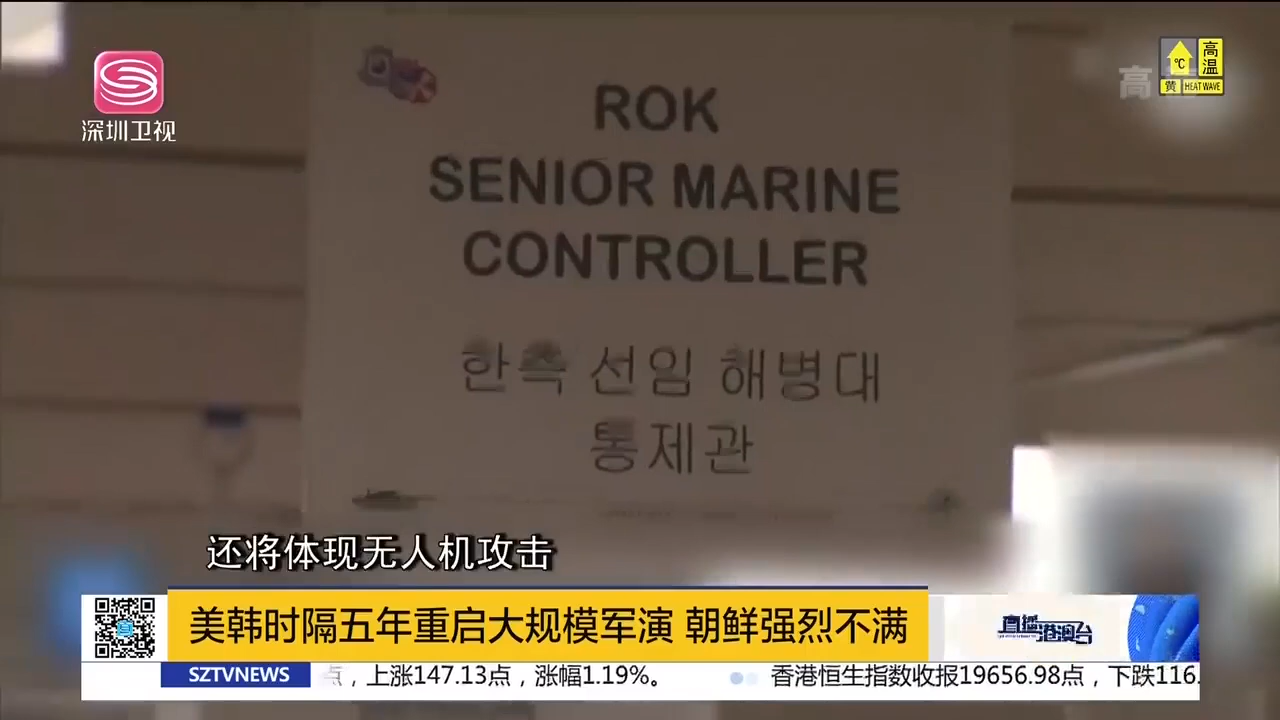 深圳卫视
高温
℃
高温
黄 HEAT WAVE
ROK
SENIOR MARINE
CONTROLLER
한측 선임 해병대
통제관
还将体现无人机攻击
美韩时隔五年重启大规模军演 朝鲜强烈不满
直播港澳台
SZTVNEWS 点，上涨147.13点，涨幅1.19%。 香港恒生指数收报19656.98点，下跌116.